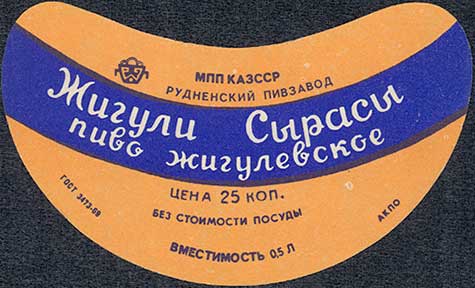 МПП КАЗССР
РУДНЕНСКИЙ ПИВЗАВОД
Жигули Сырасы
пиво жигулевское
ЦЕНА 25 КОП.
БЕЗ СТОИМОСТИ ПОСУДЫ
ГОСТ 3473-69
АКПО
ВМЕСТИМОСТЬ 0,5 Л